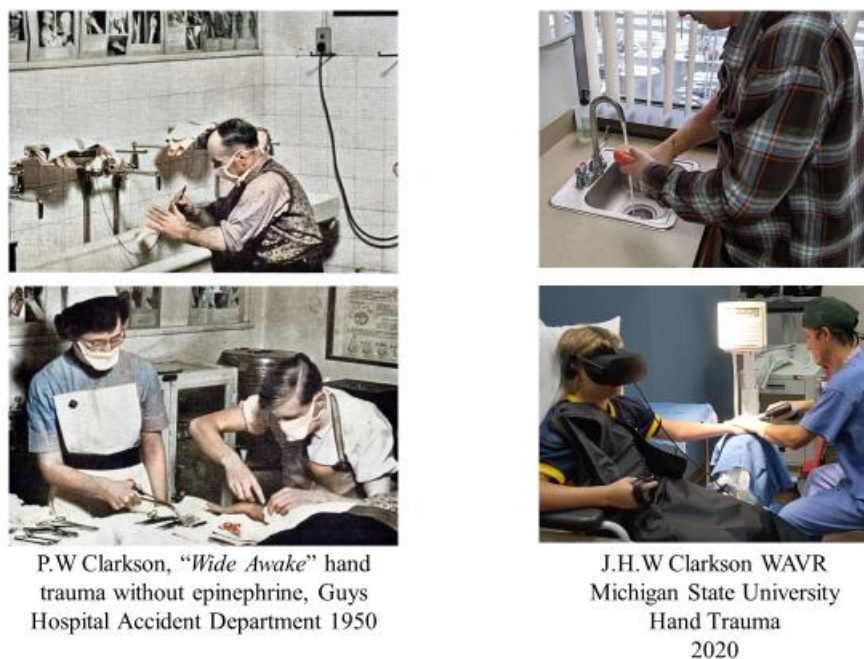 P.W Clarkson, “Wide Awake” hand
trauma without epinephrine, Guys
Hospital Accident Department 1950
J.H.W Clarkson WAVR
Michigan State University
Hand Trauma
2020